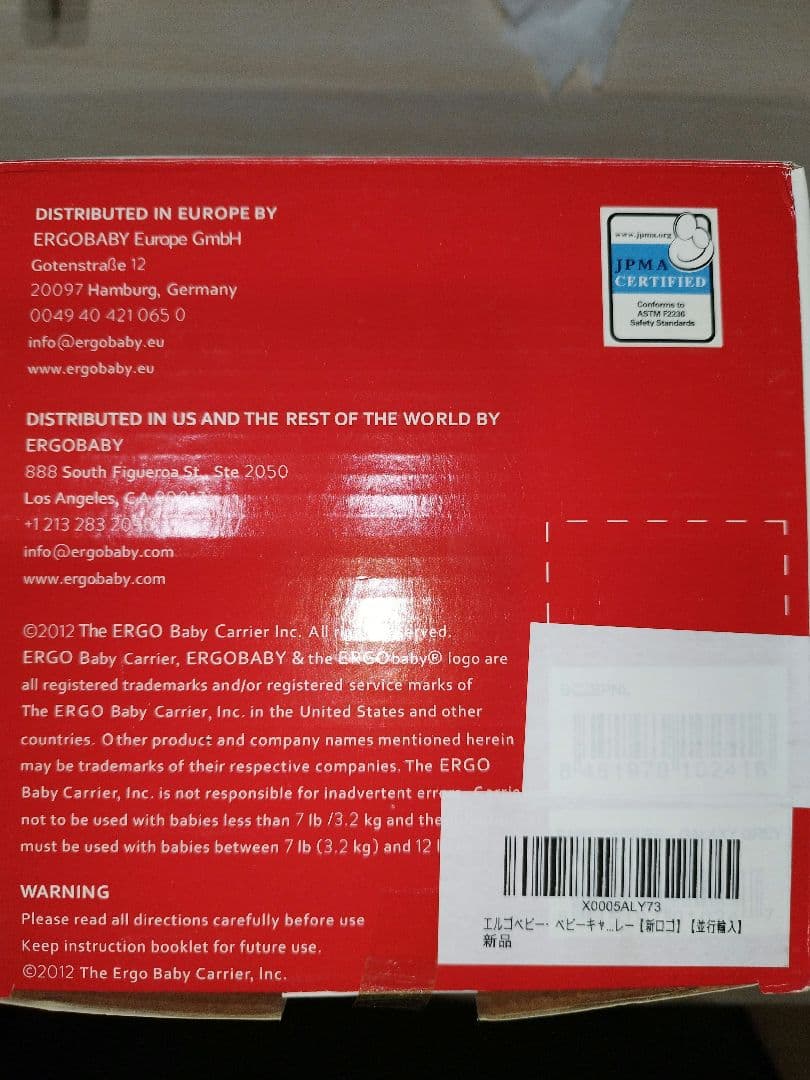 DISTRIBUTED IN EUROPE BY
ERGOBABY Europe GmbH
Gotenstraße 12
20097 Hamburg, Germany
0049 40 421 065 0
info@ergobaby.eu
www.ergobaby.eu
www.jpma.org
JPMA
CERTIFIED
Conforms to
ASTM F2236
Safety Standards
DISTRIBUTED IN US AND THE REST OF THE WORLD BY
ERGOBABY
888 South Figueroa St., Ste 2050
Los Angeles, CA
+1 213 283
info@ergobaby.com
www.ergobaby.com
©2012 The ERGO Baby Carrier Inc. All
ERGO Baby Carrier, ERGOBABY & the ERGObaby® logo are
all registered trademarks and/or registered service marks of
The ERGO Baby Carrier, Inc. in the United States and other
countries. Other product and company names mentioned herein
may be trademarks of their respective companies. The ERGO
Baby Carrier, Inc. is not responsible for inadvertent
not to be used with babies less than 7 lb /3.2 kg and the
must be used with babies between 7 lb (3.2 kg) and 12
WARNING
Please read all directions carefully before use
Keep instruction booklet for future use.
©2012 The Ergo Baby Carrier, Inc.
X0005ALY73
エルゴベビー・ベビーキャ...レー【新ロゴ】【並行輸入】
新品